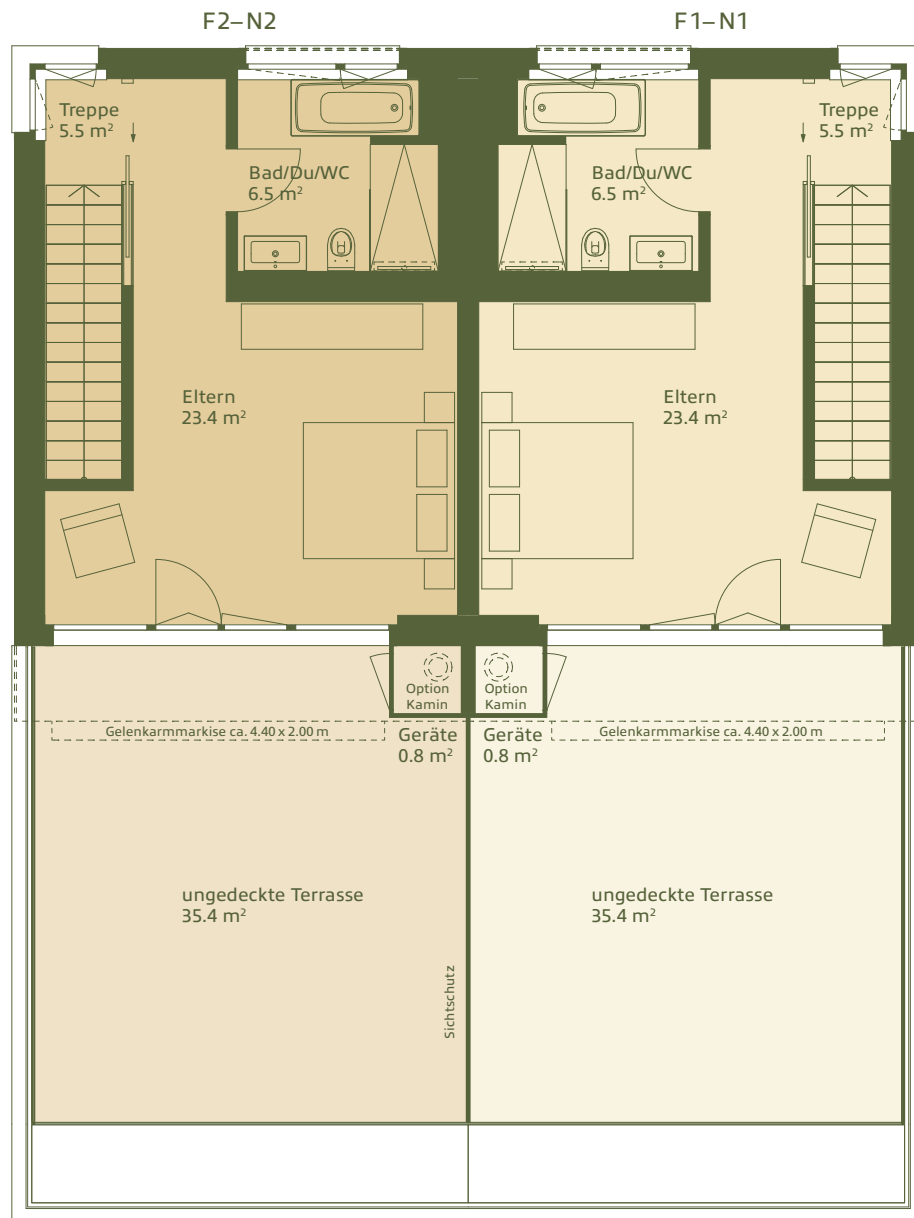 F2–N2
F1–N1
Treppe
5.5 m²
Bad/Du/WC
6.5 m²
Bad/Du/WC
6.5 m²
Treppe
5.5 m²
Eltern
23.4 m²
Eltern
23.4 m²
Option
Kamin
Option
Kamin
Gelenkarmmarkise ca. 4.40 x 2.00 m
Geräte
0.8 m²
Geräte
0.8 m²
Gelenkarmmarkise ca. 4.40 x 2.00 m
ungedeckte Terrasse
35.4 m²
ungedeckte Terrasse
35.4 m²
Sichtschutz